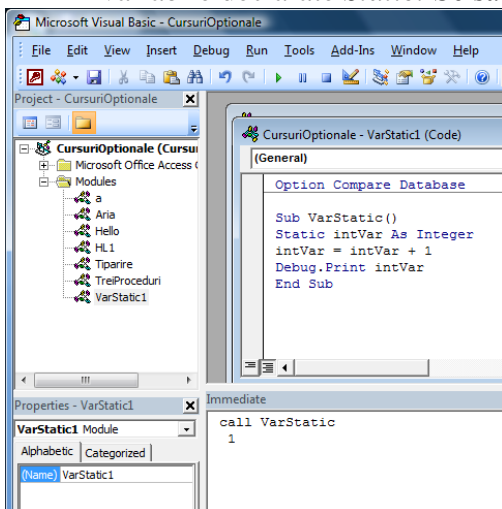 Microsoft Visual Basic - CursuriOptionale
File Edit View Insert Debug Run Tools Add-Ins Window Help
Project - CursuriOptionale
CursuriOptionale (Cursu
Microsoft Office Access
Modules
a
Aria
Hello
HL1
Tiparire
TreiProceduri
VarStatic1
CursuriOptionale - VarStatic1 (Code)
(General)
Option Compare Database
Sub VarStatic()
Static intVar As Integer
intVar = intVar + 1
Debug.Print intVar
End Sub
Properties - VarStatic1
VarStatic1 Module
Alphabetic Categorized
(Name) VarStatic1
Immediate
call VarStatic
1